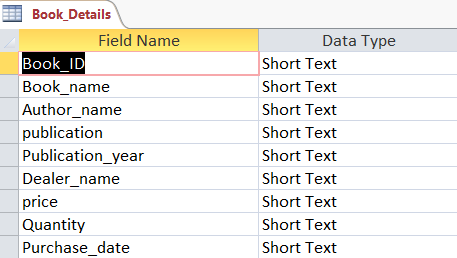 Book_Details
Field Name Data Type
Book_ID Short Text
Book_name Short Text
Author_name Short Text
publication Short Text
Publication_year Short Text
Dealer_name Short Text
price Short Text
Quantity Short Text
Purchase_date Short Text